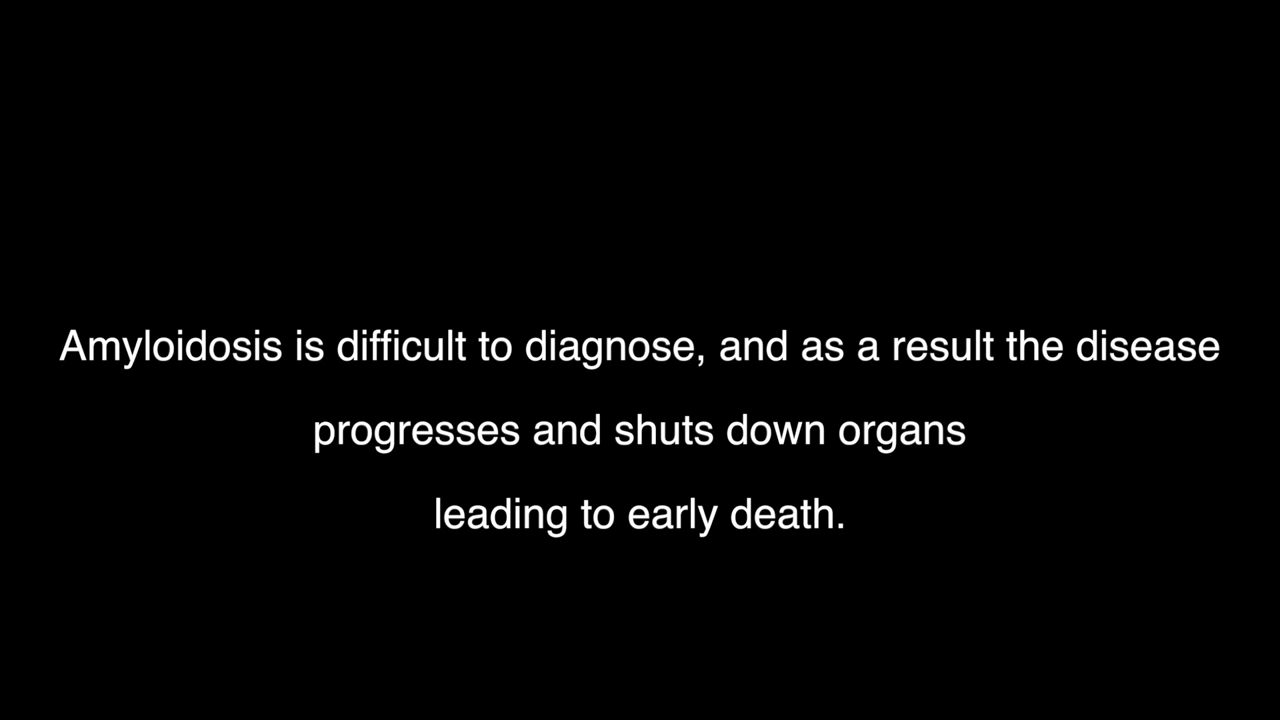 Amyloidosis is difficult to diagnose, and as a result the disease
progresses and shuts down organs
leading to early death.